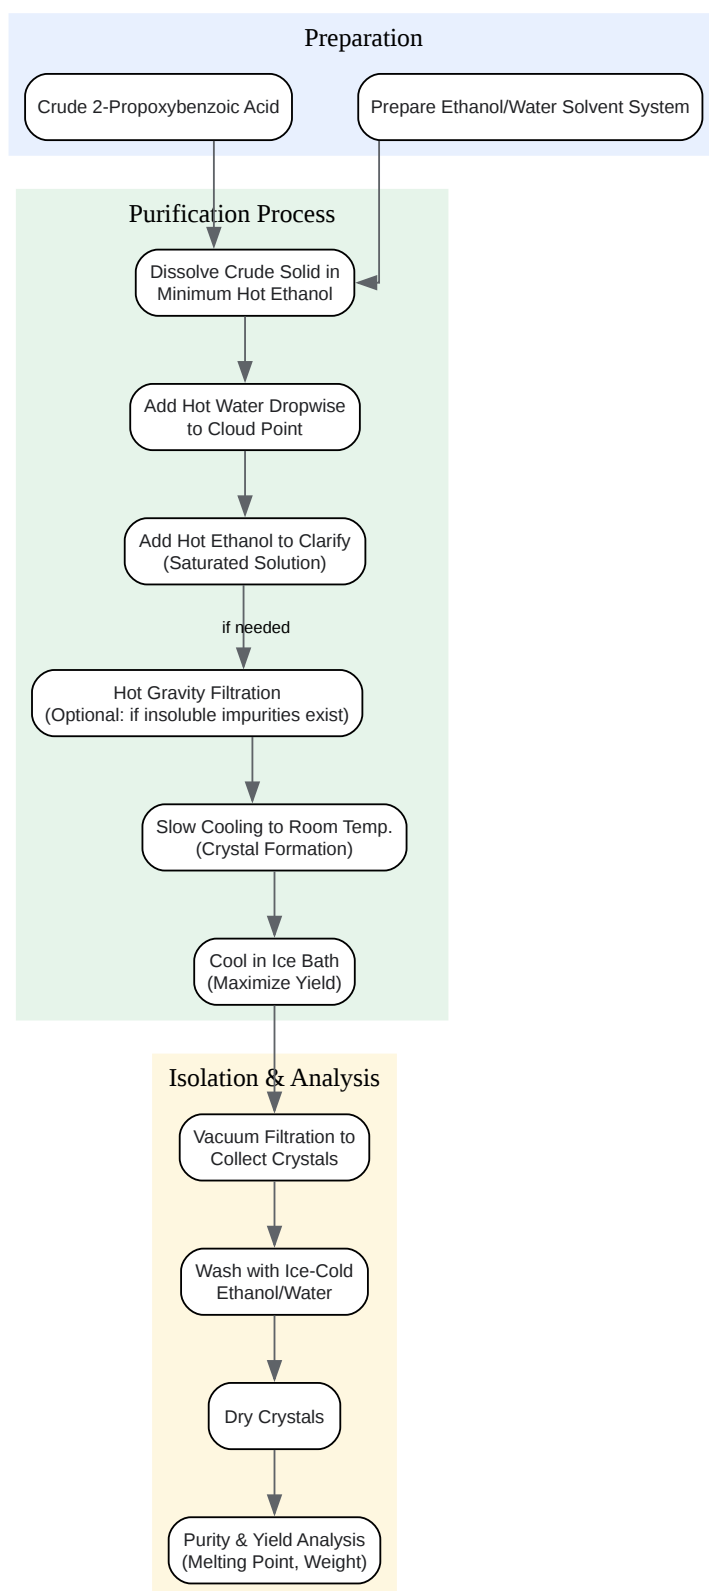 Preparation
Crude 2-Propoxybenzoic Acid
Prepare Ethanol/Water Solvent System
Purification Process
Dissolve Crude Solid in
Minimum Hot Ethanol
Add Hot Water Dropwise
to Cloud Point
Add Hot Ethanol to Clarify
(Saturated Solution)
if needed
Hot Gravity Filtration
(Optional: if insoluble impurities exist)
Slow Cooling to Room Temp.
(Crystal Formation)
Cool in Ice Bath
(Maximize Yield)
Isolation & Analysis
Vacuum Filtration to
Collect Crystals
Wash with Ice-Cold
Ethanol/Water
Dry Crystals
Purity & Yield Analysis
(Melting Point, Weight)